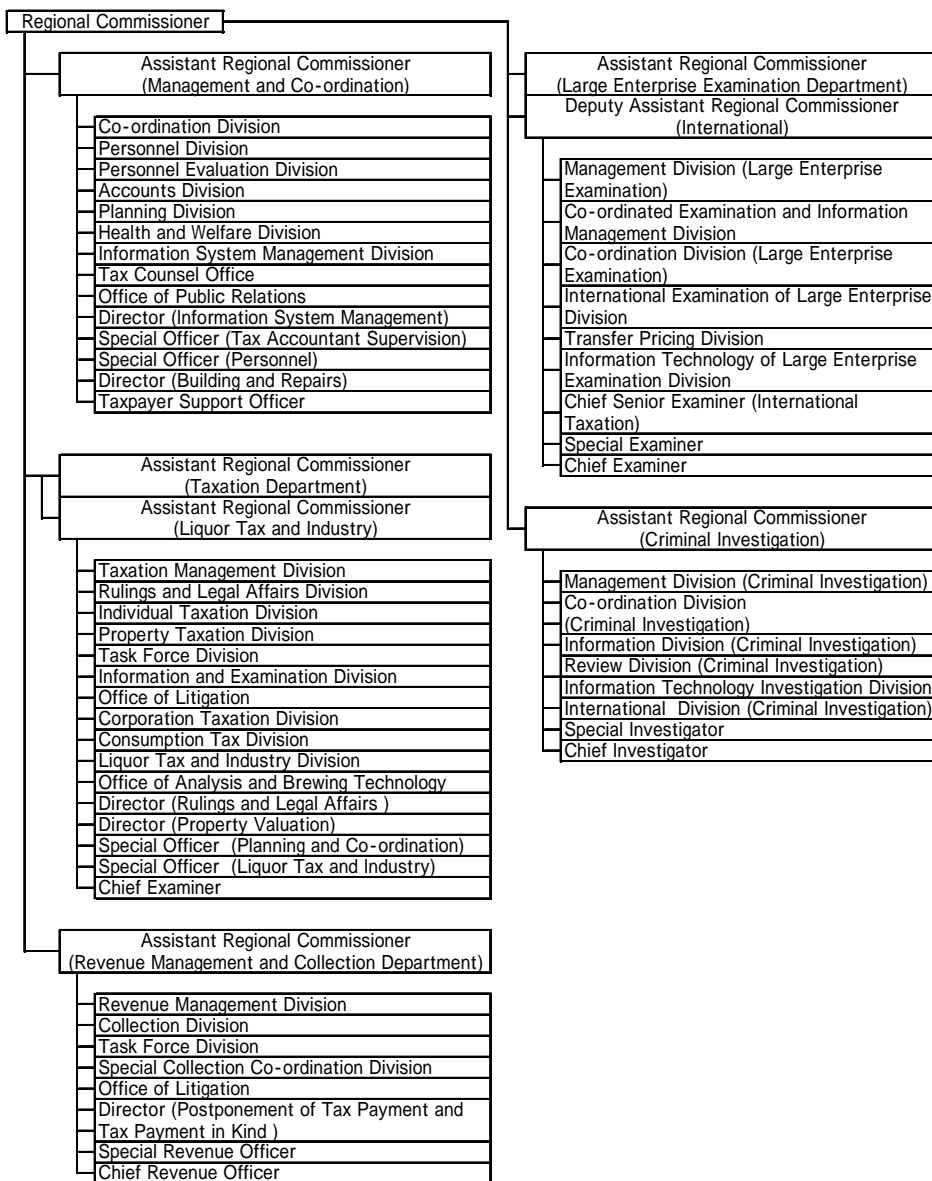 Regional Commissioner
Assistant Regional Commissioner
(Management and Co-ordination)
Co-ordination Division
Personnel Division
Personnel Evaluation Division
Accounts Division
Planning Division
Health and Welfare Division
Information System Management Division
Tax Counsel Office
Office of Public Relations
Director (Information System Management)
Special Officer (Tax Accountant Supervision)
Special Officer (Personnel)
Director (Building and Repairs)
Taxpayer Support Officer
Assistant Regional Commissioner
(Taxation Department)
Assistant Regional Commissioner
(Liquor Tax and Industry)
Taxation Management Division
Rulings and Legal Affairs Division
Individual Taxation Division
Property Taxation Division
Task Force Division
Information and Examination Division
Office of Litigation
Corporation Taxation Division
Consumption Tax Division
Liquor Tax and Industry Division
Office of Analysis and Brewing Technology
Director (Rulings and Legal Affairs )
Director (Property Valuation)
Special Officer (Planning and Co-ordination)
Special Officer (Liquor Tax and Industry)
Chief Examiner
Assistant Regional Commissioner
(Revenue Management and Collection Department)
Revenue Management Division
Collection Division
Task Force Division
Special Collection Co-ordination Division
Office of Litigation
Director (Postponement of Tax Payment and
Tax Payment in Kind )
Special Revenue Officer
Chief Revenue Officer
Assistant Regional Commissioner
(Large Enterprise Examination Department)
Deputy Assistant Regional Commissioner
(International)
Management Division (Large Enterprise
Examination)
Co-ordinated Examination and Information
Management Division
Co-ordination Division (Large Enterprise
Examination)
International Examination of Large Enterprise
Division
Transfer Pricing Division
Information Technology of Large Enterprise
Examination Division
Chief Senior Examiner (International
Taxation)
Special Examiner
Chief Examiner
Assistant Regional Commissioner
(Criminal Investigation)
Management Division (Criminal Investigation)
Co-ordination Division
(Criminal Investigation)
Information Division (Criminal Investigation)
Review Division (Criminal Investigation)
Information Technology Investigation Division
International Division (Criminal Investigation)
Special Investigator
Chief Investigator